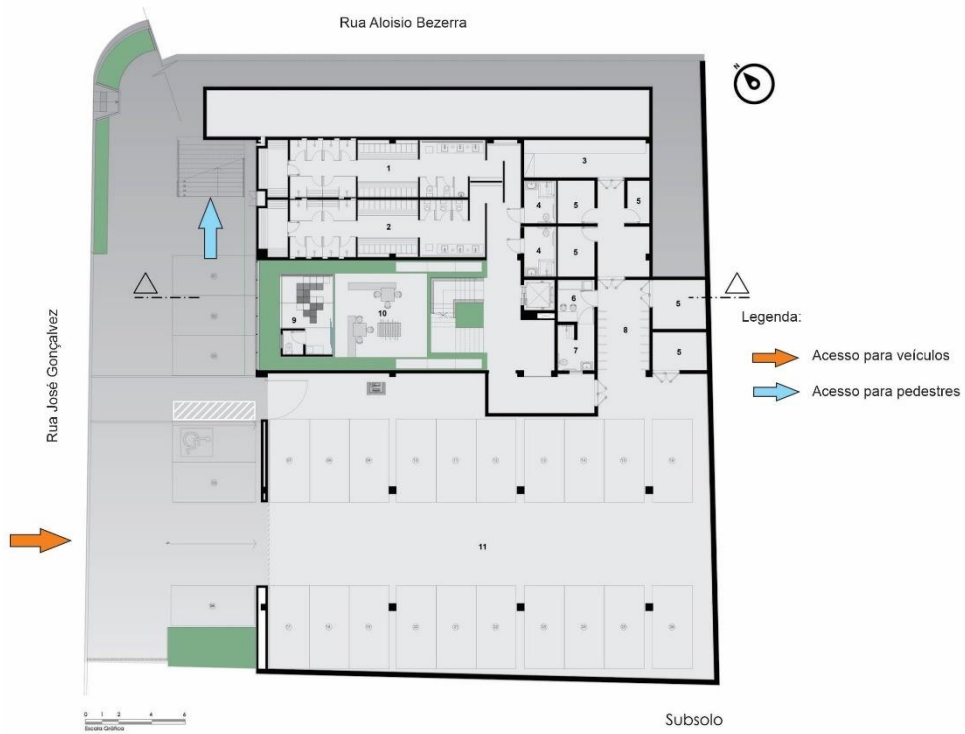 Rua Aloisio Bezerra
N
1
3
4
5
5
2
4
5
Legenda:
6
5
9
10
8
7
5
Acesso para veículos
Acesso para pedestres
Rua José Gonçalvez
11
0 1 2 4 6
Escala Gráfica
Subsolo